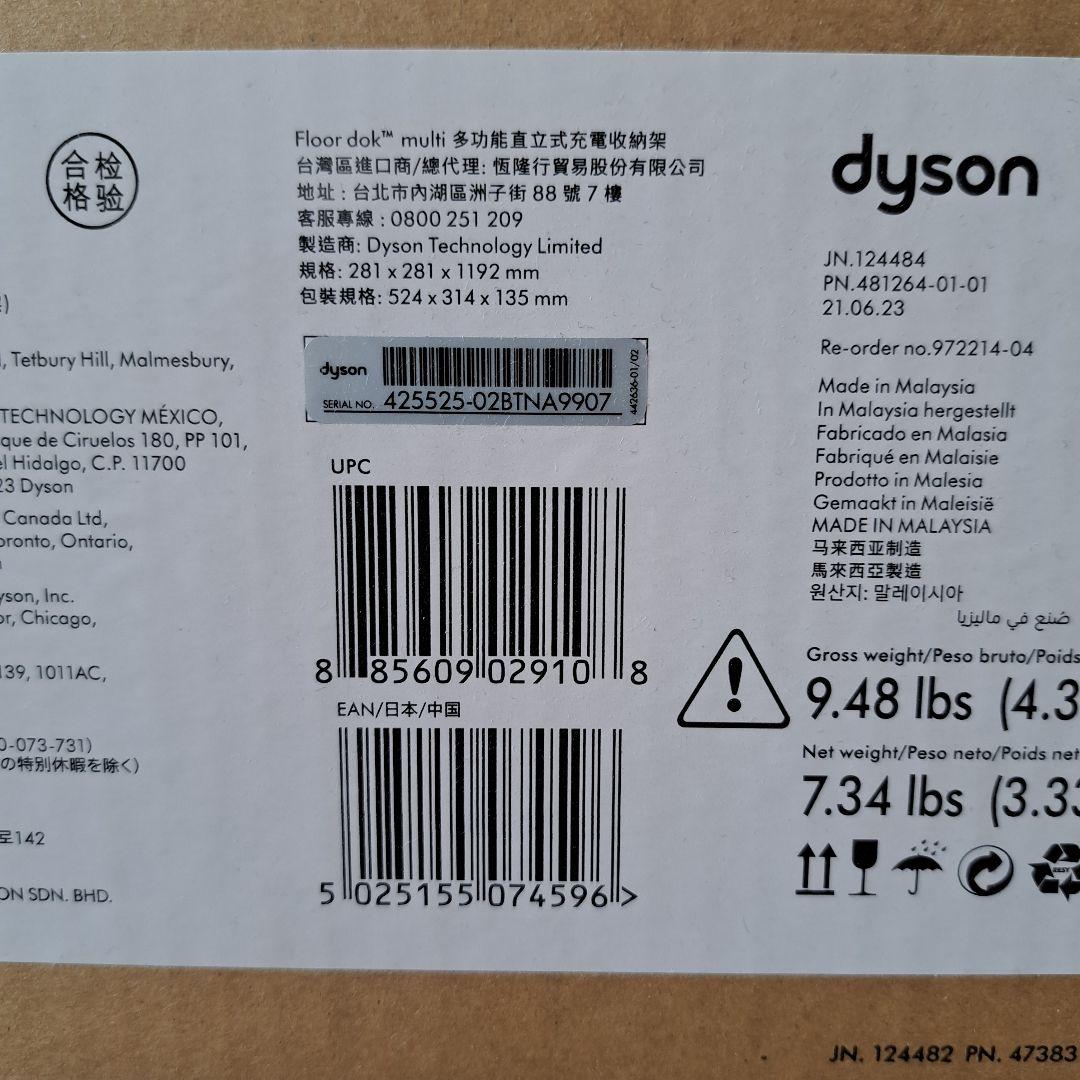 合检
格验
, Tetbury Hill, Malmesbury,
TECHNOLOGY MÉXICO,
que de Ciruelos 180, PP 101,
el Hidalgo, C.P. 11700
23 Dyson
Canada Ltd,
oronto, Ontario,
yson, Inc.
or, Chicago,
139, 1011AC,
0-073-731)
の特別休暇を除く)
로142
ON SDN. BHD.
Floor dok™ multi 多功能直立式充電收納架
台灣區進口商/總代理: 恆隆行貿易股份有限公司
地址 : 台北市內湖區洲子街 88 號 7 樓
客服專線 : 0800 251 209
製造商: Dyson Technology Limited
規格: 281 x 281 x 1192 mm
包裝規格: 524 x 314 x 135 mm
dyson
SERIAL NO. 425525-02BTNA9907
442636-01/02
UPC
8 85609 02910 8
EAN/日本/中国
5 025155 074596 >
dyson
JN.124484
PN.481264-01-01
21.06.23
Re-order no.972214-04
Made in Malaysia
In Malaysia hergestellt
Fabricado en Malasia
Fabriqué en Malaisie
Prodotto in Malesia
Gemaakt in Maleisië
MADE IN MALAYSIA
马来西亚制造
馬來西亞製造
원산지: 말레이시아
صُنع في ماليزيا
Gross weight/Peso bruto/Poids
9.48 lbs (4.3
Net weight/Peso neto/Poids net
7.34 lbs (3.33
JN. 124482 PN. 47383